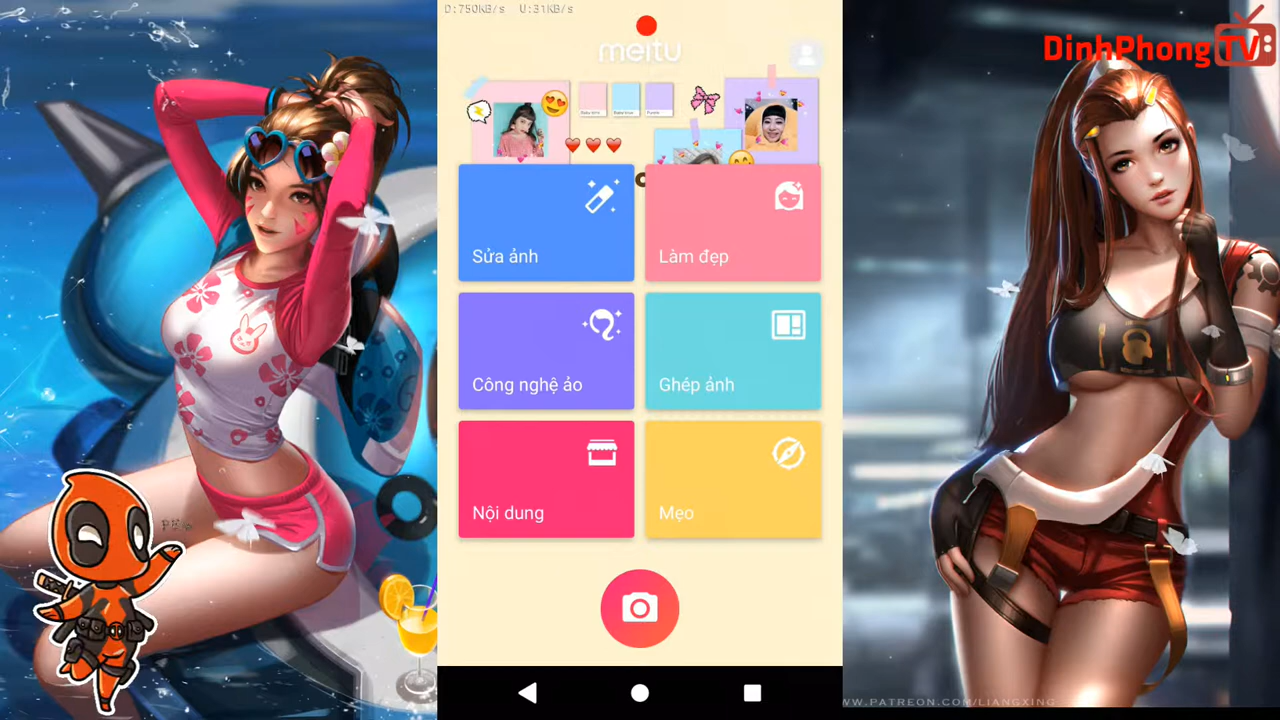 D:750KB/s U:31KB/s
meitu
DinhPhong TV
Sửa ảnh
Làm đẹp
Công nghệ ảo
Ghép ảnh
Nội dung
Mẹo
WWW.PATREON.COM/LIANGXING